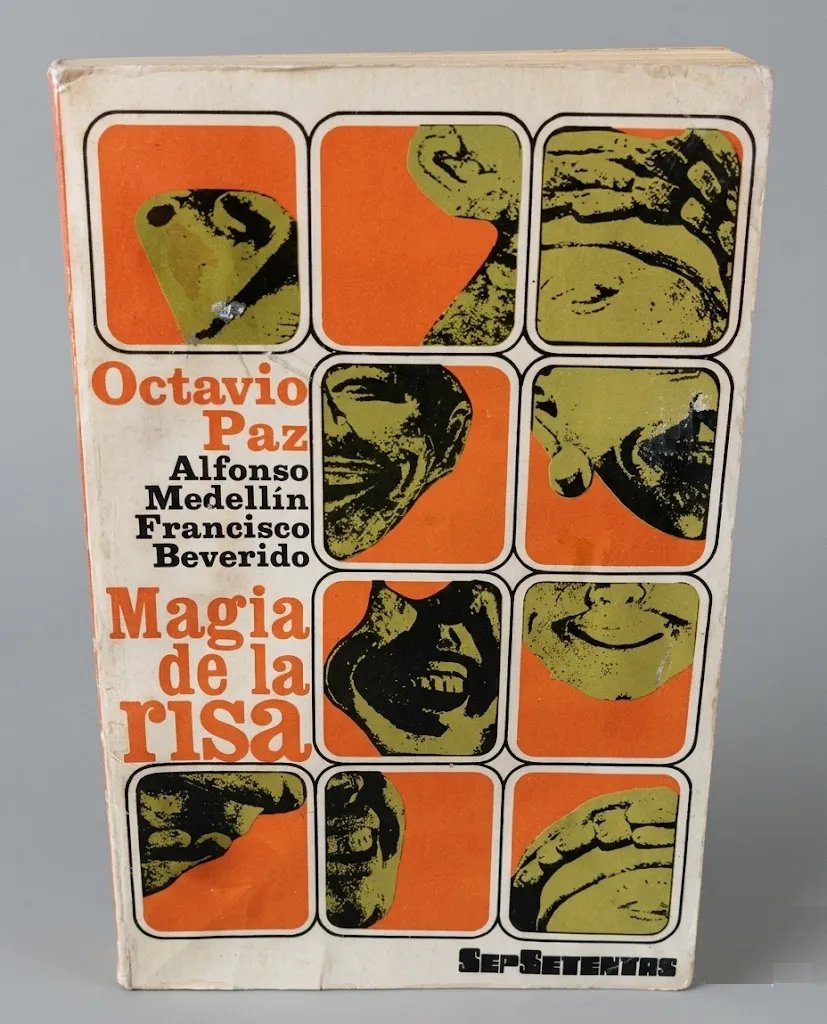 Octavio
Paz
Alfonso
Medellín
Francisco
Beverido
Magia
de la
risa
SEPSETENTAS